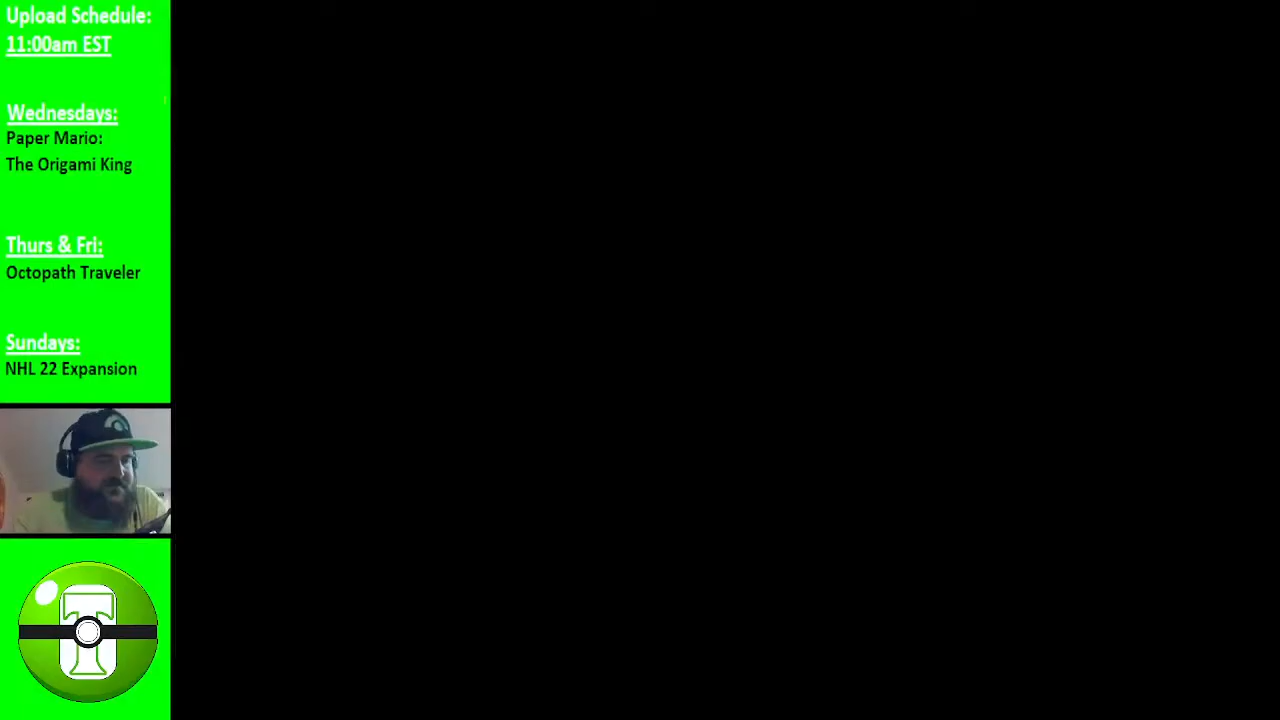 Upload Schedule:
11:00am EST
Wednesdays:
Paper Mario:
The Origami King
Thurs & Fri:
Octopath Traveler
Sundays:
NHL 22 Expansion
T